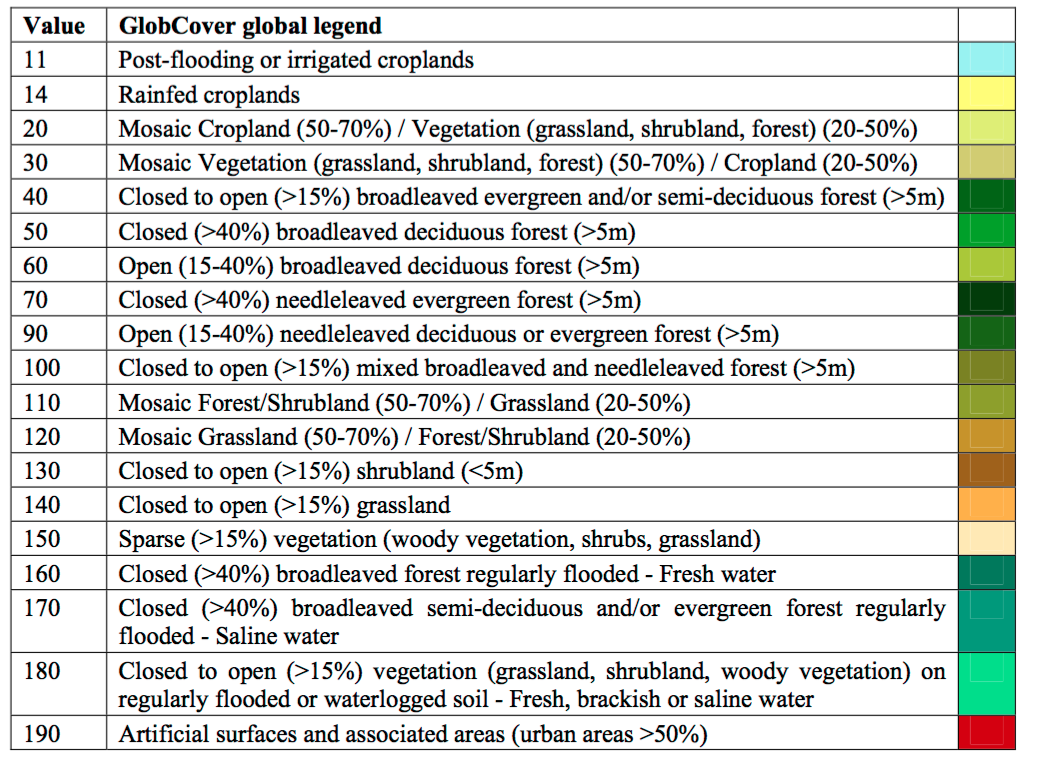 Value GlobCover global legend
11 Post-flooding or irrigated croplands
14 Rainfed croplands
20 Mosaic Cropland (50-70%) / Vegetation (grassland, shrubland, forest) (20-50%)
30 Mosaic Vegetation (grassland, shrubland, forest) (50-70%) / Cropland (20-50%)
40 Closed to open (>15%) broadleaved evergreen and/or semi-deciduous forest (>5m)
50 Closed (>40%) broadleaved deciduous forest (>5m)
60 Open (15-40%) broadleaved deciduous forest (>5m)
70 Closed (>40%) needleleaved evergreen forest (>5m)
90 Open (15-40%) needleleaved deciduous or evergreen forest (>5m)
100 Closed to open (>15%) mixed broadleaved and needleleaved forest (>5m)
110 Mosaic Forest/Shrubland (50-70%) / Grassland (20-50%)
120 Mosaic Grassland (50-70%) / Forest/Shrubland (20-50%)
130 Closed to open (>15%) shrubland (<5m)
140 Closed to open (>15%) grassland
150 Sparse (>15%) vegetation (woody vegetation, shrubs, grassland)
160 Closed (>40%) broadleaved forest regularly flooded - Fresh water
170 Closed (>40%) broadleaved semi-deciduous and/or evergreen forest regularly
flooded - Saline water
180 Closed to open (>15%) vegetation (grassland, shrubland, woody vegetation) on
regularly flooded or waterlogged soil - Fresh, brackish or saline water
190 Artificial surfaces and associated areas (urban areas >50%)